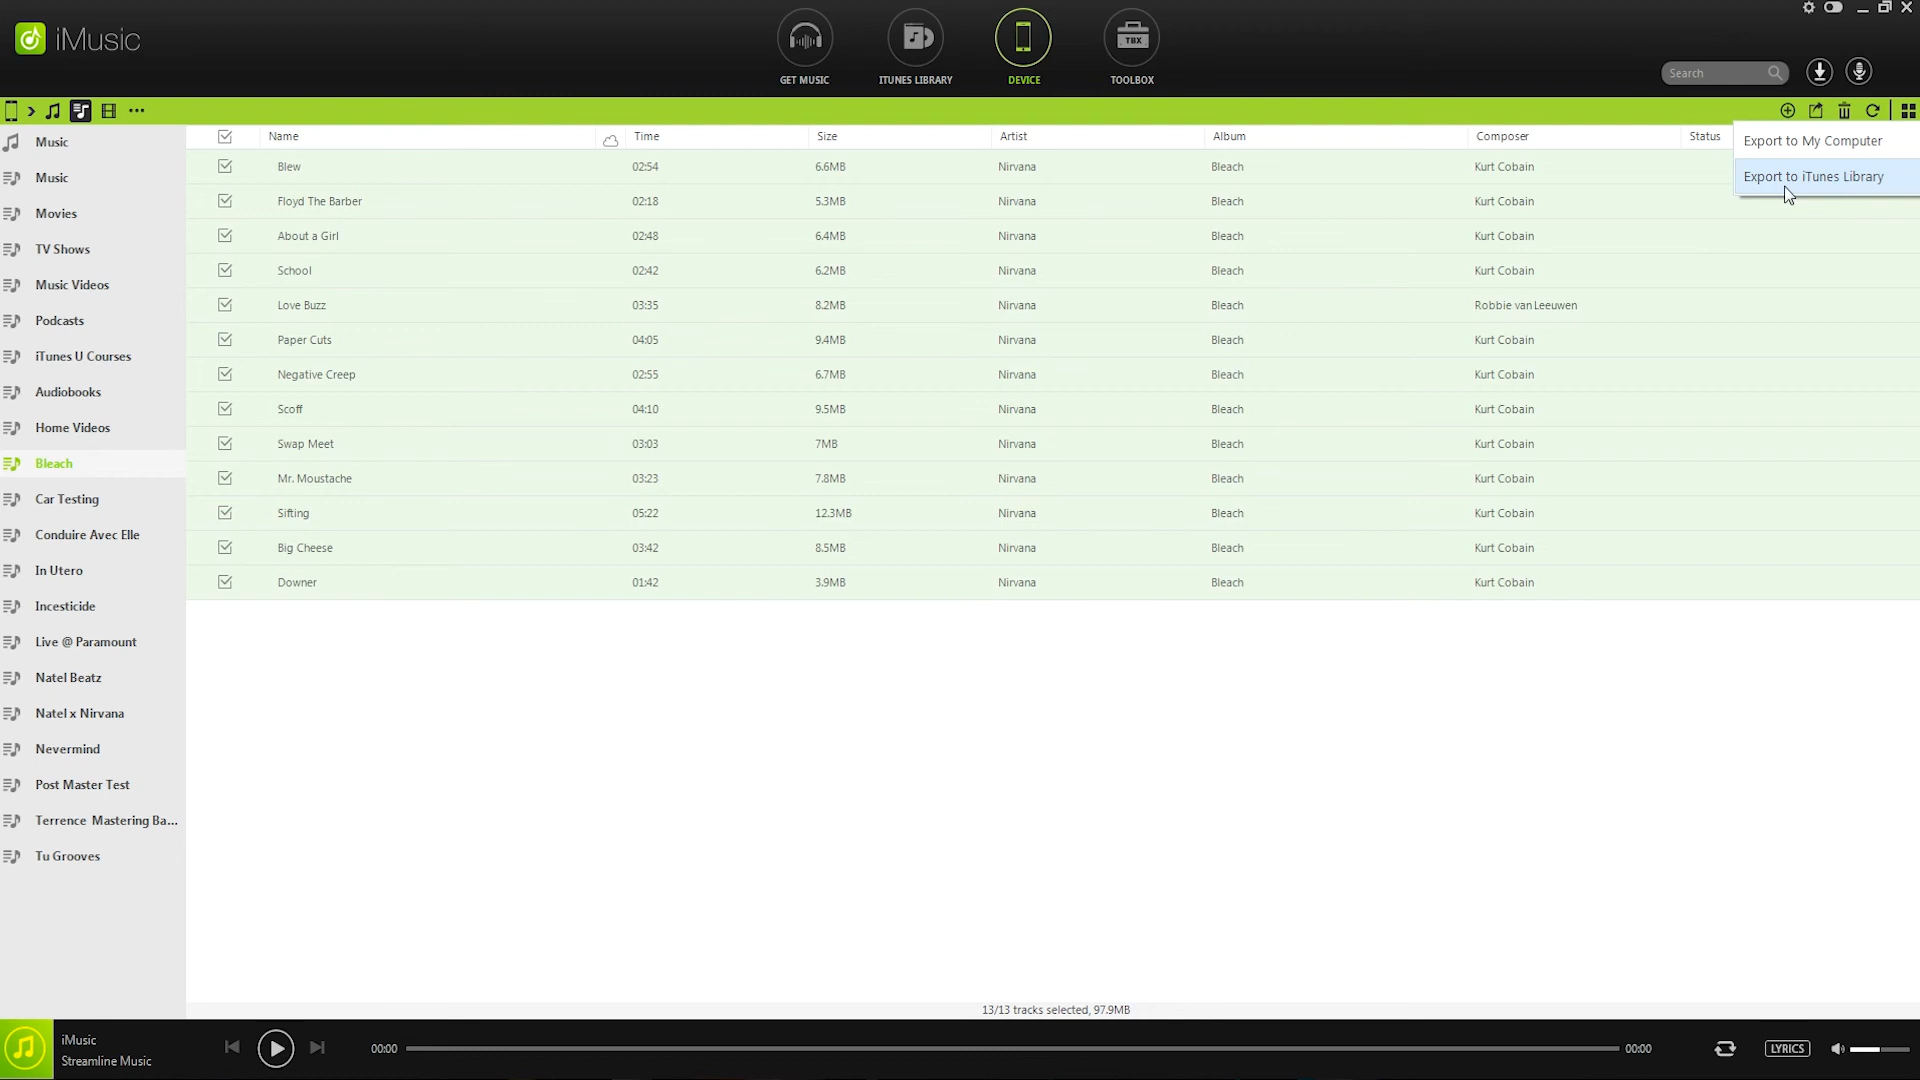 iMusic
GET MUSIC
ITUNES LIBRARY
DEVICE
TBX
TOOLBOX
Search
Music
Music
Movies
TV Shows
Music Videos
Podcasts
iTunes U Courses
Audiobooks
Home Videos
Bleach
Car Testing
Conduire Avec Elle
In Utero
Incesticide
Live @ Paramount
Natel Beatz
Natel x Nirvana
Nevermind
Post Master Test
Terrence Mastering Ba...
Tu Grooves
Name Time Size Artist Album Composer Status
Export to My Computer
Export to iTunes Library
Blew 02:54 6.6MB Nirvana Bleach Kurt Cobain
Floyd The Barber 02:18 5.3MB Nirvana Bleach Kurt Cobain
About a Girl 02:48 6.4MB Nirvana Bleach Kurt Cobain
School 02:42 6.2MB Nirvana Bleach Kurt Cobain
Love Buzz 03:35 8.2MB Nirvana Bleach Robbie van Leeuwen
Paper Cuts 04:05 9.4MB Nirvana Bleach Kurt Cobain
Negative Creep 02:55 6.7MB Nirvana Bleach Kurt Cobain
Scoff 04:10 9.5MB Nirvana Bleach Kurt Cobain
Swap Meet 03:03 7MB Nirvana Bleach Kurt Cobain
Mr. Moustache 03:23 7.8MB Nirvana Bleach Kurt Cobain
Sifting 05:22 12.3MB Nirvana Bleach Kurt Cobain
Big Cheese 03:42 8.5MB Nirvana Bleach Kurt Cobain
Downer 01:42 3.9MB Nirvana Bleach Kurt Cobain
13/13 tracks selected, 97.9MB
iMusic
Streamline Music
00:00 00:00
LYRICS